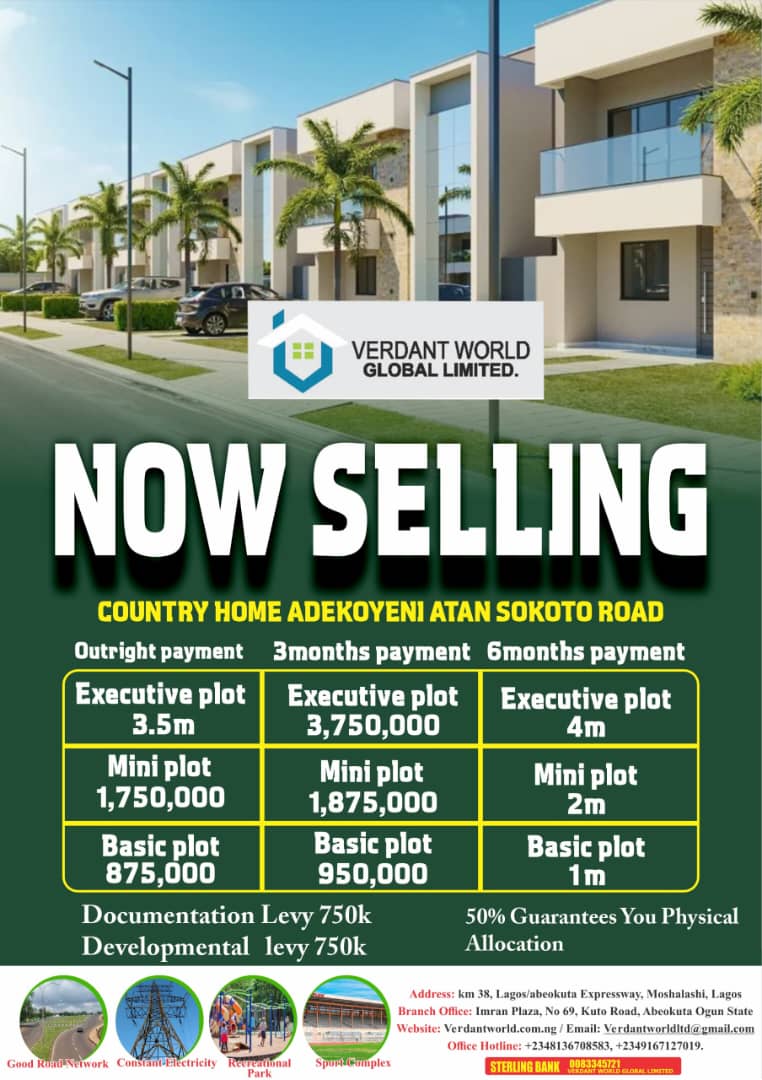 VERDANT WORLD
GLOBAL LIMITED.
NOW SELLING
COUNTRY HOME ADEKOYENI ATAN SOKOTO ROAD
Outright payment 3months payment 6months payment
Executive plot Executive plot Executive plot
3.5m 3,750,000 4m
Mini plot Mini plot Mini plot
1,750,000 1,875,000 2m
Basic plot Basic plot Basic plot
875,000 950,000 1m
Documentation Levy 750k
Developmental levy 750k
50% Guarantees You Physical
Allocation
Good Road Network Constant Electricity Recreational Park Sport Complex
Address: km 38, Lagos/abeokuta Expressway, Moshalashi, Lagos
Branch Office: Imran Plaza, No 69, Kuto Road, Abeokuta Ogun State
Website: Verdantworld.com.ng / Email: Verdantworldltd@gmail.com
Office Hotline: +2348136708583, +2349167127019.
STERLING BANK 0083345721
VERDANT WORLD GLOBAL LIMITED